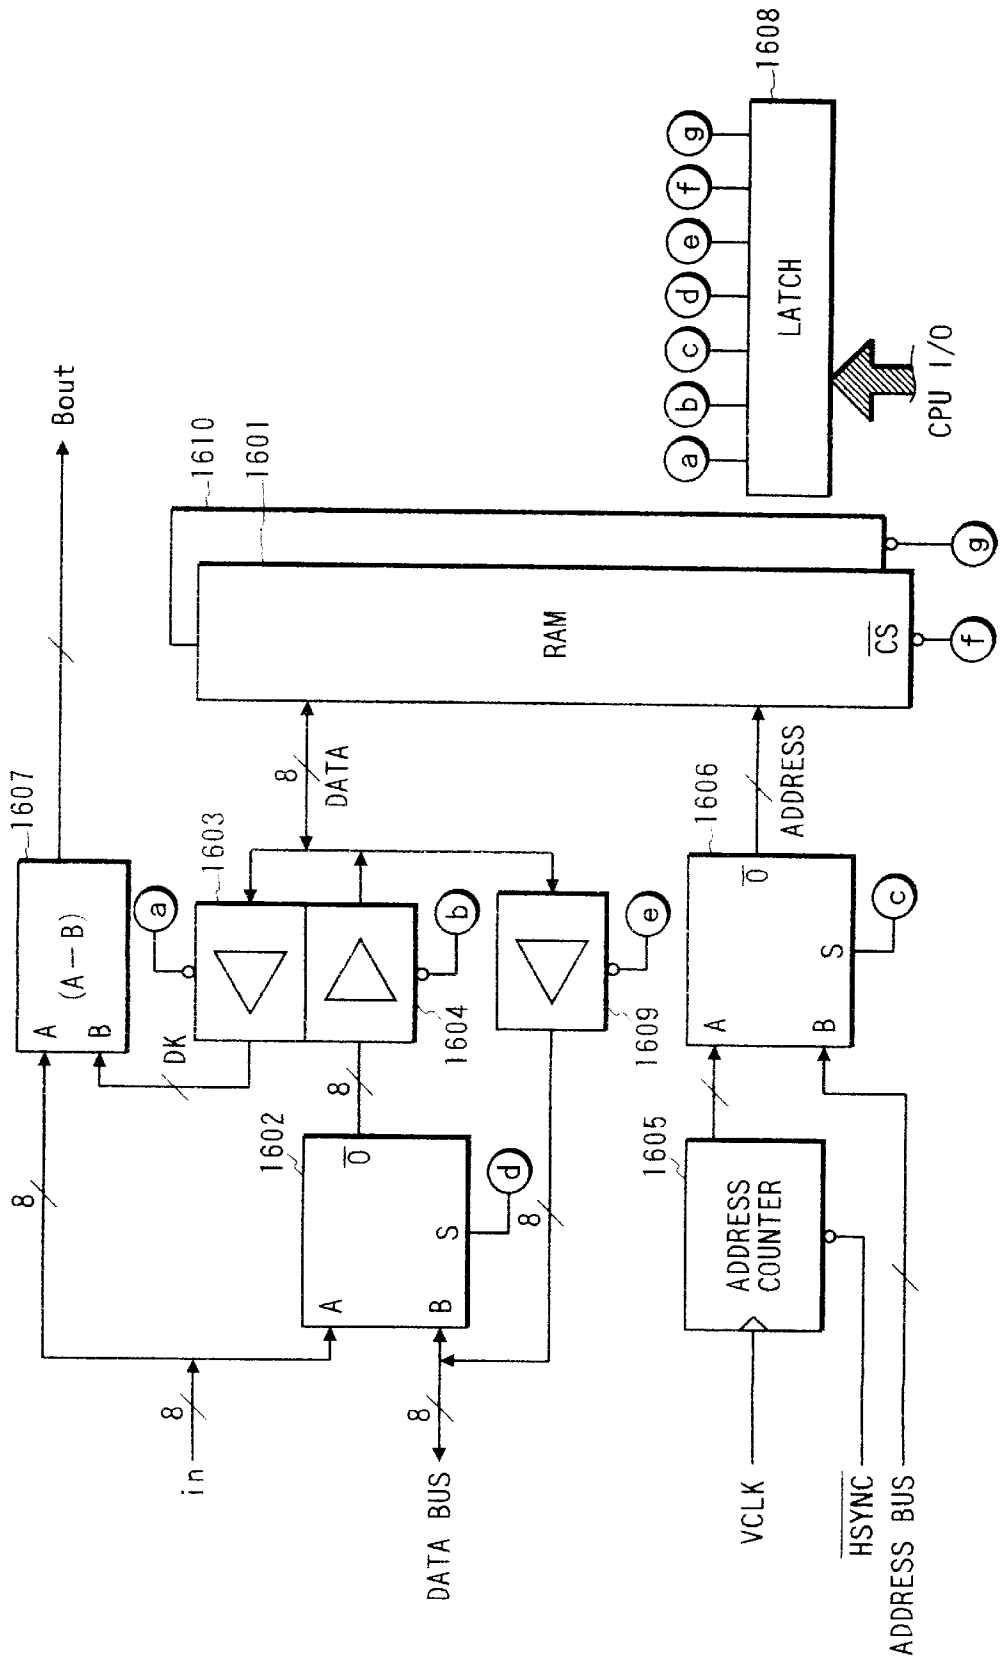 in
8
8
A
B
(A−B)
1607
Bout
DK
a
1603
8
DATA
1610
1601
RAM
CS
f
g
1602
A
B
S
O
d
8
1604
b
DATA BUS
8
8
1609
e
VCLK
HSYNC
ADDRESS BUS
1605
ADDRESS
COUNTER
A
B
S
O
1606
c
ADDRESS
a
b
c
d
e
f
g
LATCH
1608
CPU I/O